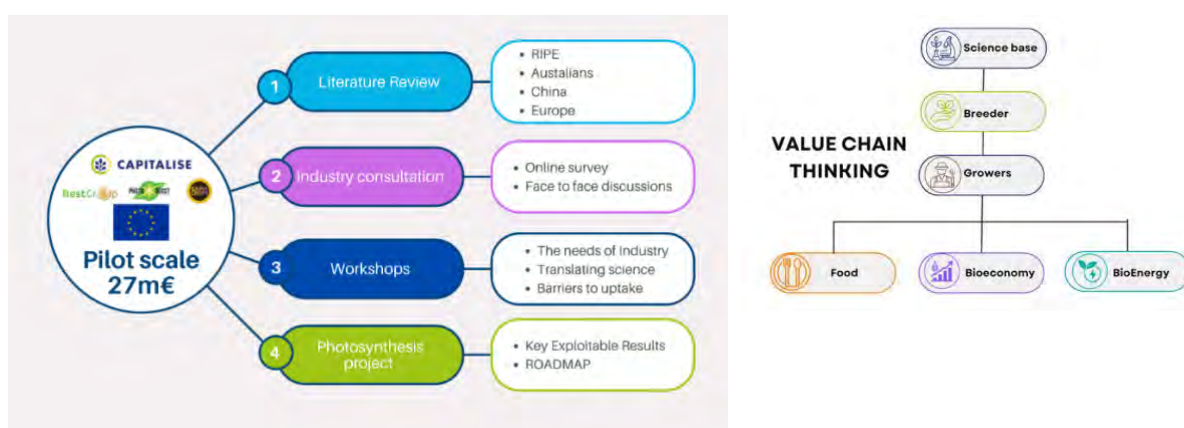 CAPITALISE
Pilot scale
27m€
1
Literature Review
• RIPE
• Austalians
• China
• Europe
2
Industry consultation
• Online survey
• Face to face discussions
3
Workshops
• The needs of Industry
• Translating science
• Barriers to uptake
4
Photosynthesis
project
• Key Exploitable Results
• ROADMAP
VALUE CHAIN
THINKING
Science base
Breeder
Growers
Food
Bioeconomy
BioEnergy